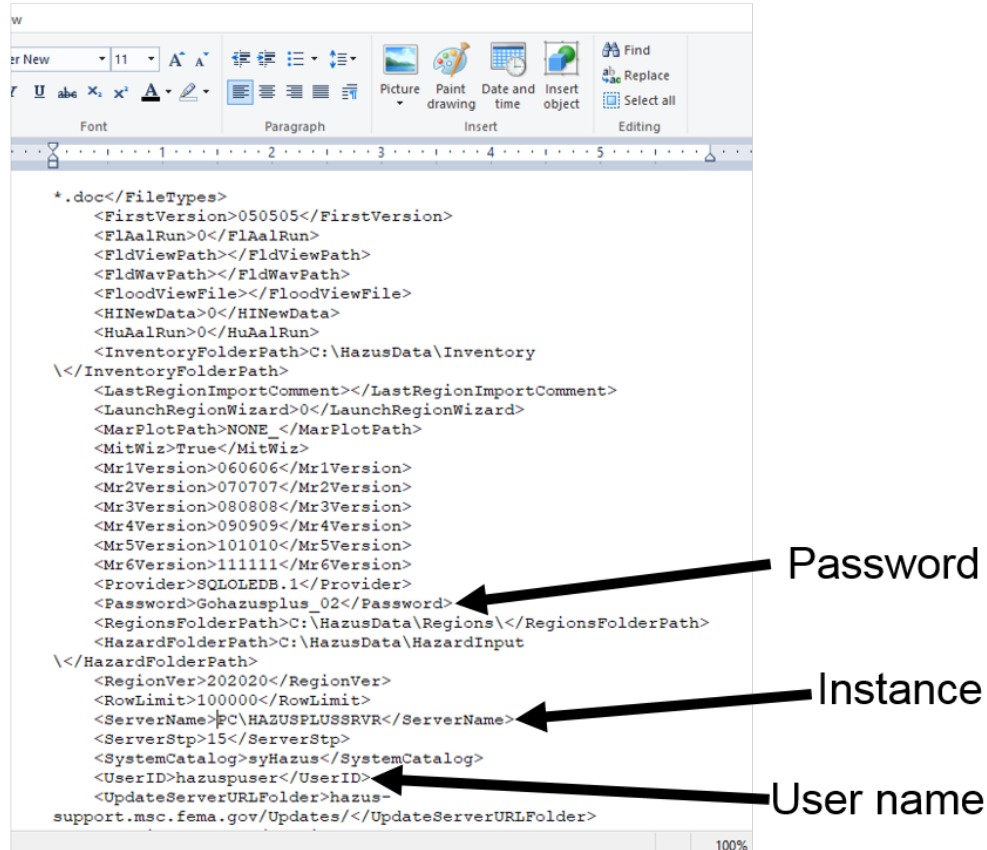 w
er New
11
A
A
U
abc
X₂
x²
A
Font
Paragraph
Picture
Paint
drawing
Date and
time
Insert
object
Insert
Find
Replace
Select all
Editing
1 2 3 4 5
*.doc</FileTypes>
<FirstVersion>050505</FirstVersion>
<FlAalRun>0</FlAalRun>
<FldViewPath></FldViewPath>
<FldWavPath></FldWavPath>
<FloodViewFile></FloodViewFile>
<HINewData>0</HINewData>
<HuAalRun>0</HuAalRun>
<InventoryFolderPath>C:\HazusData\Inventory
\</InventoryFolderPath>
<LastRegionImportComment></LastRegionImportComment>
<LaunchRegionWizard>0</LaunchRegionWizard>
<MarPlotPath>NONE_</MarPlotPath>
<MitWiz>True</MitWiz>
<Mr1Version>060606</Mr1Version>
<Mr2Version>070707</Mr2Version>
<Mr3Version>080808</Mr3Version>
<Mr4Version>090909</Mr4Version>
<Mr5Version>101010</Mr5Version>
<Mr6Version>111111</Mr6Version>
<Provider>SQLOLEDB.1</Provider>
<Password>Gohazusplus_02</Password>
<RegionsFolderPath>C:\HazusData\Regions\</RegionsFolderPath>
<HazardFolderPath>C:\HazusData\HazardInput
\</HazardFolderPath>
<RegionVer>202020</RegionVer>
<RowLimit>100000</RowLimit>
<ServerName>PC\HAZUSPLUSSRVR</ServerName>
<ServerStp>15</ServerStp>
<SystemCatalog>syHazus</SystemCatalog>
<UserID>hazuspuser</UserID>
<UpdateServerURLFolder>hazus-
support.msc.fema.gov/Updates/</UpdateServerURLFolder>
100%
Password
Instance
User name